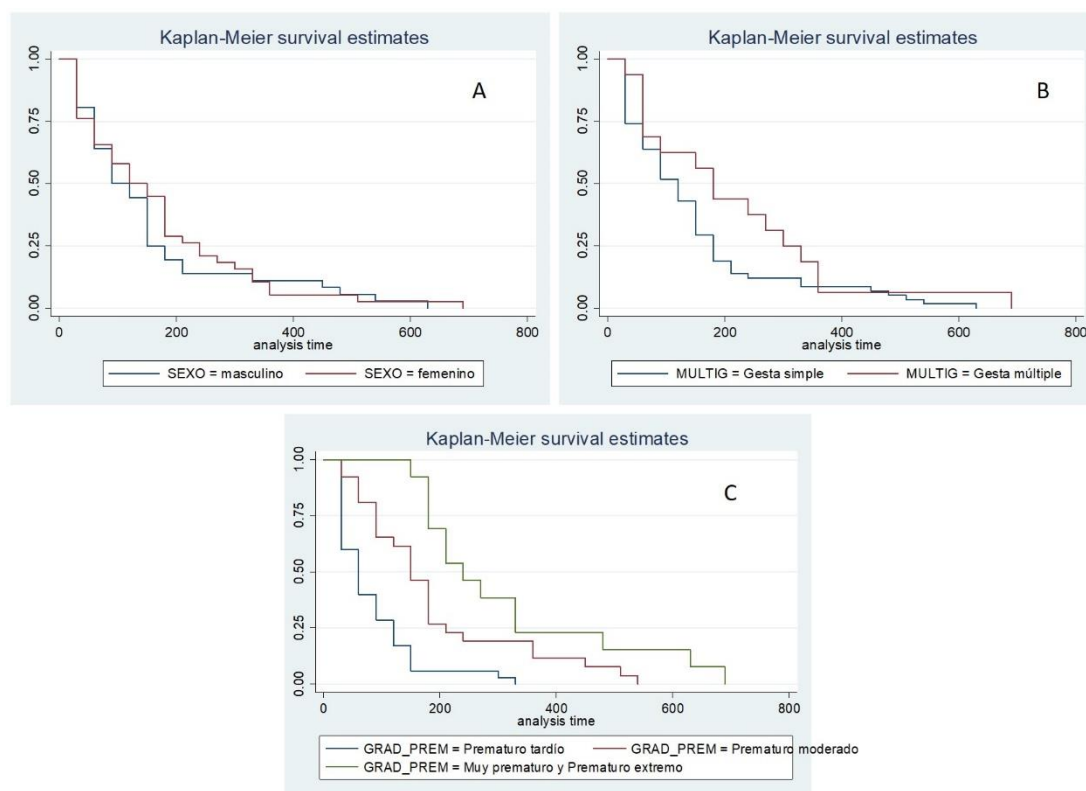 Kaplan-Meier survival estimates
A
1.00
0.75
0.50
0.25
0.00
0 200 400 600 800
analysis time
SEXO = masculino SEXO = femenino
Kaplan-Meier survival estimates
B
1.00
0.75
0.50
0.25
0.00
0 200 400 600 800
analysis time
MULTIG = Gesta simple MULTIG = Gesta múltiple
Kaplan-Meier survival estimates
C
1.00
0.75
0.50
0.25
0.00
0 200 400 600 800
analysis time
GRAD_PREM = Prematuro tardío GRAD_PREM = Prematuro moderado
GRAD_PREM = Muy prematuro y Prematuro extremo